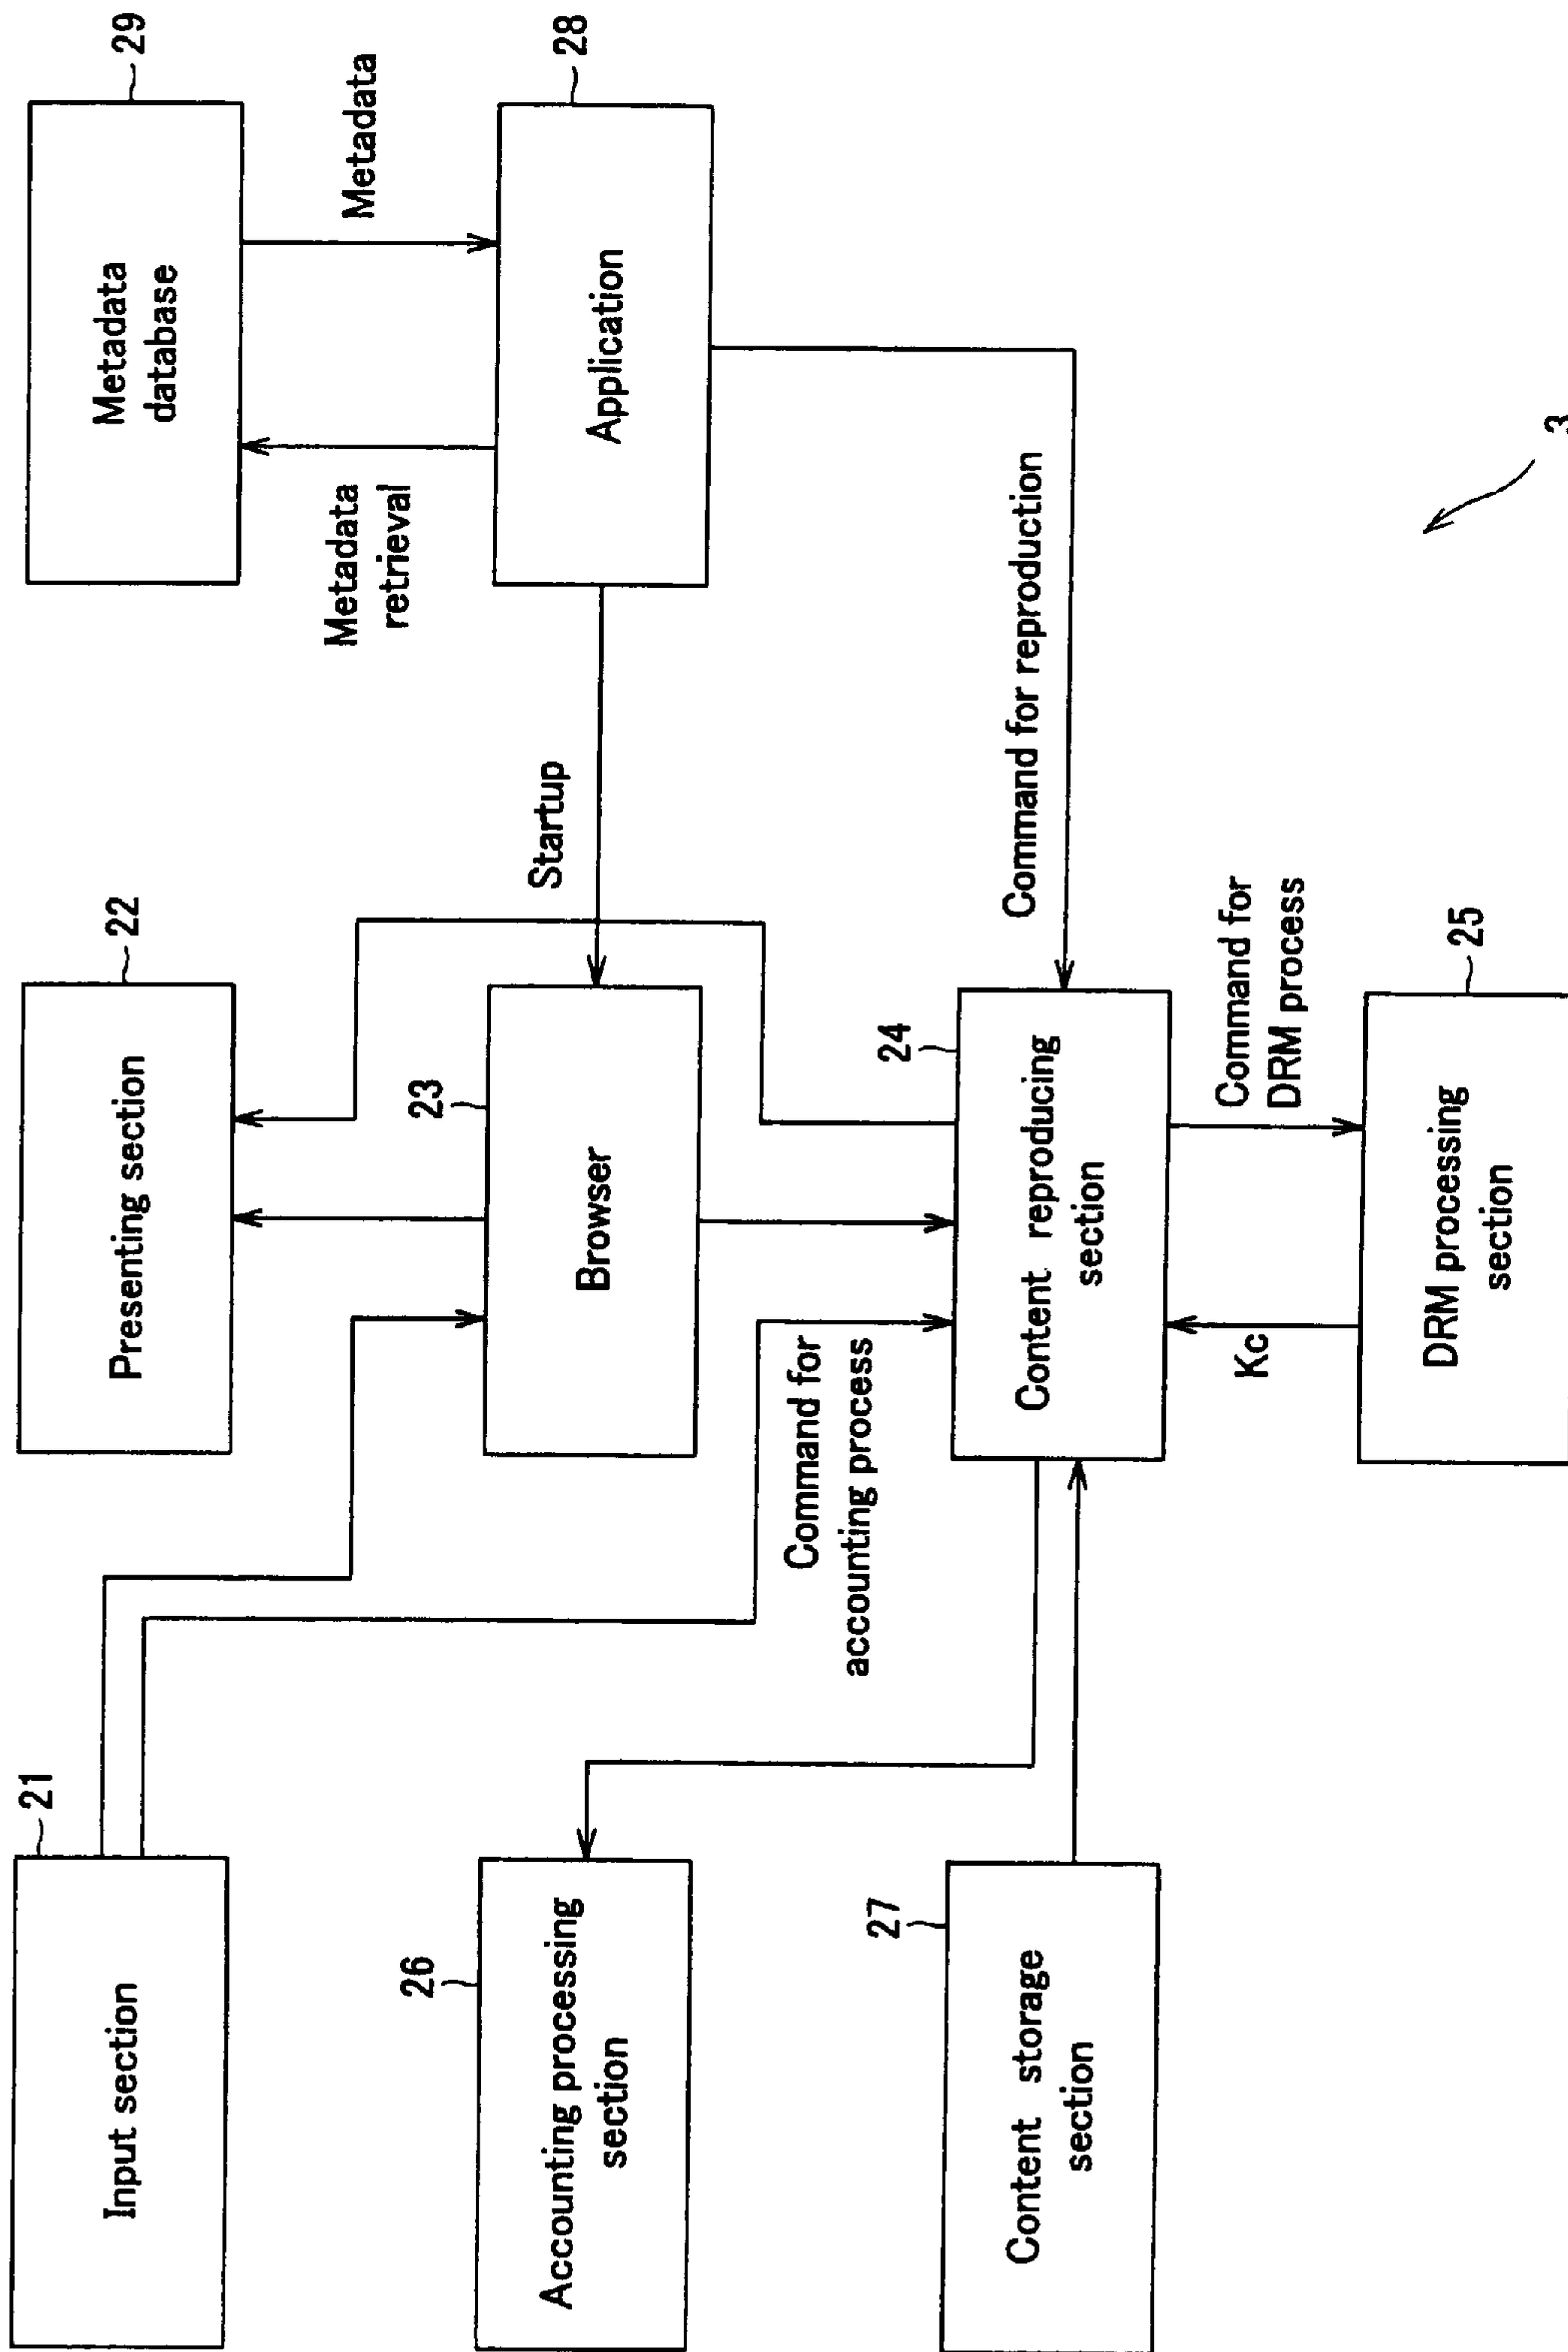 21
Input section
22
Presenting section
29
Metadata
database
Metadata
retrieval
Metadata
26
Accounting processing
section
23
Browser
Startup
28
Application
Command for
accounting process
27
Content storage
section
24
Content reproducing
section
Command for reproduction
Kc
Command for
DRM process
25
DRM processing
section
3